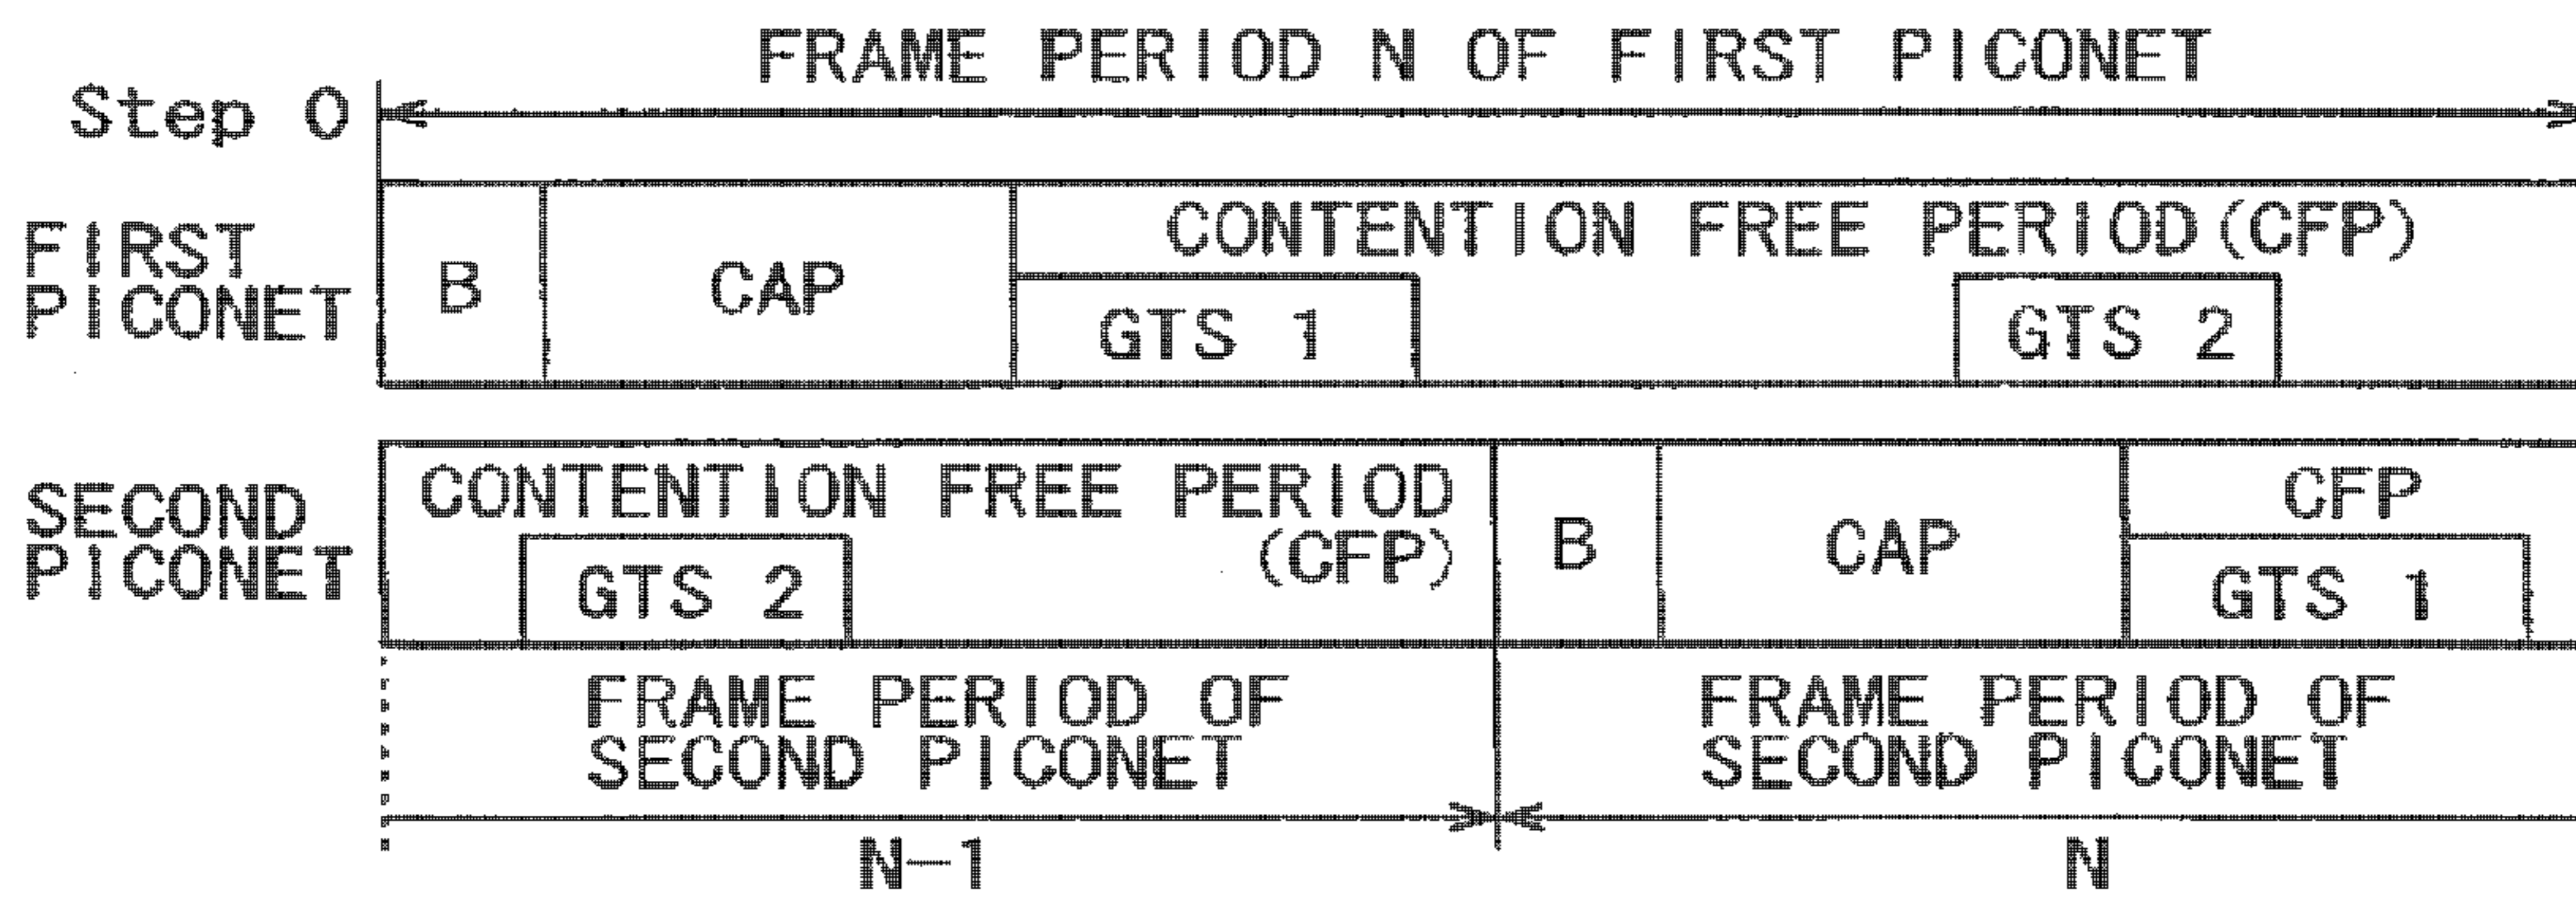 FRAME PERIOD N OF FIRST PICONET
Step 0
FIRST
PICONET
B
CAP
CONTENTION FREE PERIOD(CFP)
GTS 1
GTS 2
SECOND
PICONET
CONTENTION FREE PERIOD
(CFP)
GTS 2
B
CAP
CFP
GTS 1
FRAME PERIOD OF
SECOND PICONET
FRAME PERIOD OF
SECOND PICONET
N-1
N